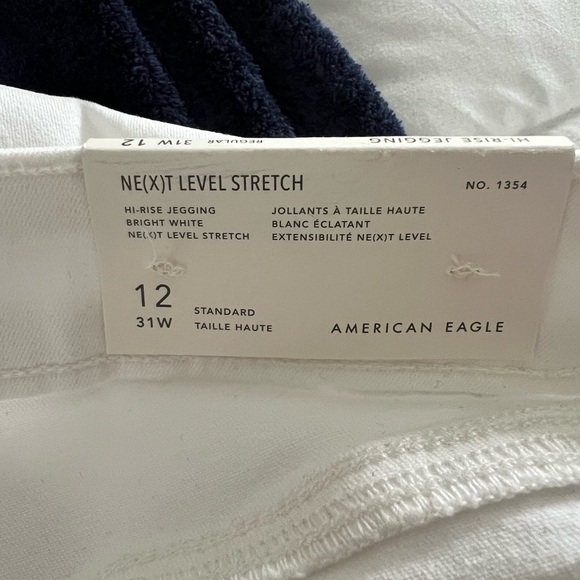 HI-RISE JEGGING
REGULAR 31W 12
NE(X)T LEVEL STRETCH
NO. 1354
HI-RISE JEGGING
BRIGHT WHITE
NE(X)T LEVEL STRETCH
JOLLANTS À TAILLE HAUTE
BLANC ÉCLATANT
EXTENSIBILITÉ NE(X)T LEVEL
12
31W
STANDARD
TAILLE HAUTE
AMERICAN EAGLE